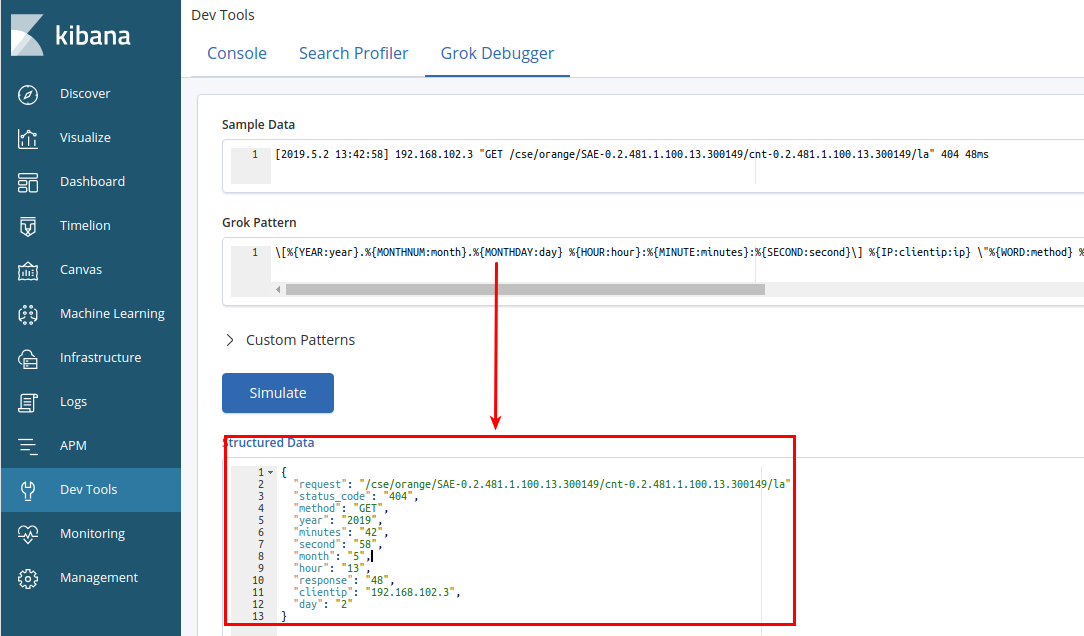 kibana
Discover
Visualize
Dashboard
Timelion
Canvas
Machine Learning
Infrastructure
Logs
APM
Dev Tools
Monitoring
Management
Dev Tools
Console Search Profiler Grok Debugger
Sample Data
1 [2019.5.2 13:42:58] 192.168.102.3 "GET /cse/orange/SAE-0.2.481.1.100.13.300149/cnt-0.2.481.1.100.13.300149/la" 404 48ms
Grok Pattern
1 \[%{YEAR:year}.%{MONTHNUM:month}.%{MONTHDAY:day} %{HOUR:hour}:%{MINUTE:minutes}:%{SECOND:second}\] %{IP:clientip:ip} \"%{WORD:method} %
Custom Patterns
Simulate
Structured Data
1 {
2 "request": "/cse/orange/SAE-0.2.481.1.100.13.300149/cnt-0.2.481.1.100.13.300149/la"
3 "status_code": "404",
4 "method": "GET",
5 "year": "2019",
6 "minutes": "42",
7 "second": "58",
8 "month": "5",
9 "hour": "13",
10 "response": "48",
11 "clientip": "192.168.102.3",
12 "day": "2"
13 }